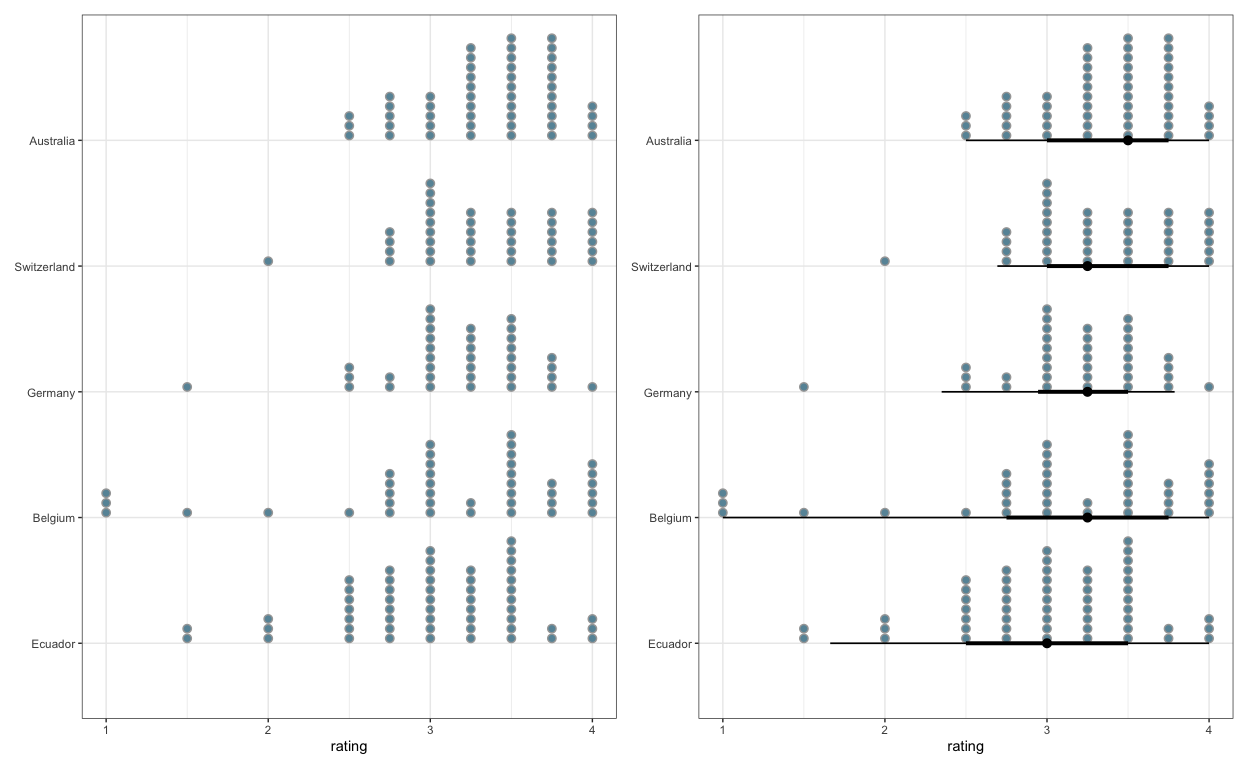 Australia
Switzerland
Germany
Belgium
Ecuador
1 2 3 4
rating
Australia
Switzerland
Germany
Belgium
Ecuador
1 2 3 4
rating